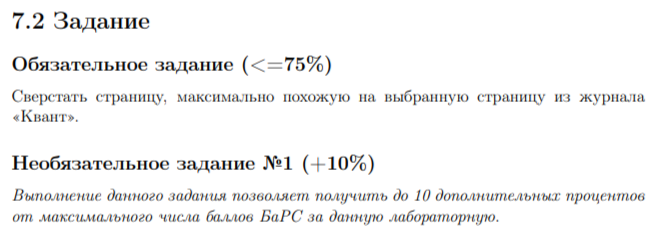 7.2 Задание
Обязательное задание (<=75%)
Сверстать страницу, максимально похожую на выбранную страницу из журнала
«Квант».
Необязательное задание №1 (+10%)
Выполнение данного задания позволяет получить до 10 дополнительных процентов
от максимального числа баллов БаРС за данную лабораторную.